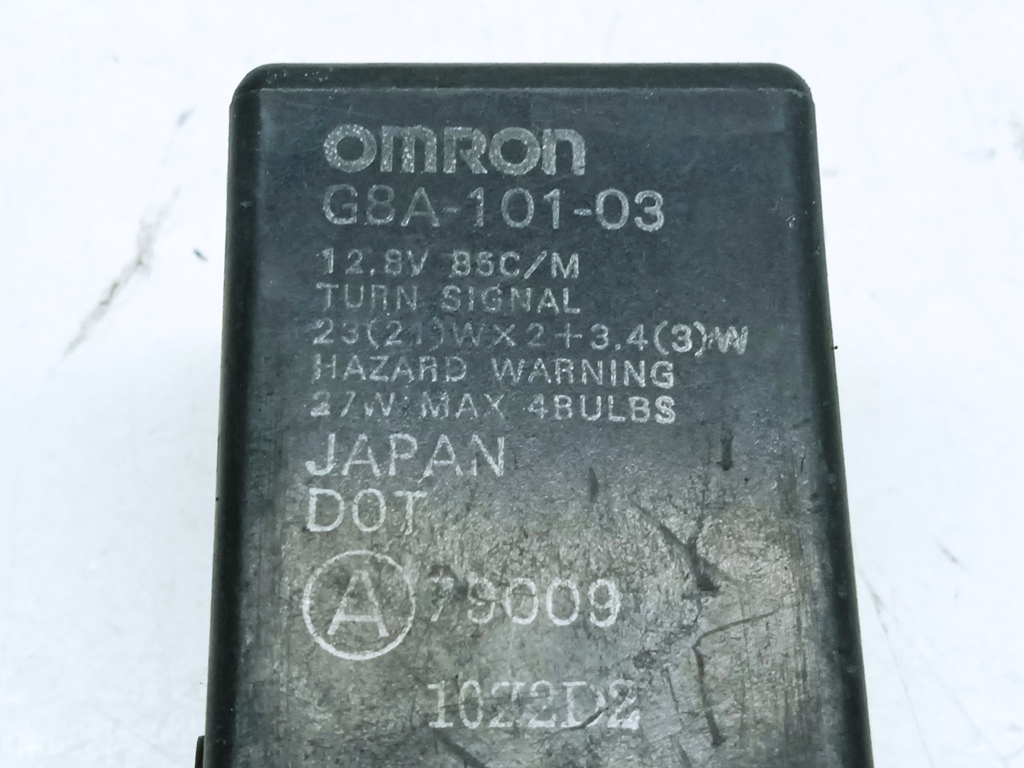 OMRON
G8A-101-03
12.8V 85C/M
TURN SIGNAL
23(21)W×2+3.4(3)W
HAZARD WARNING
27W MAX 4BULBS
JAPAN
DOT
A 79009
10Z2D2